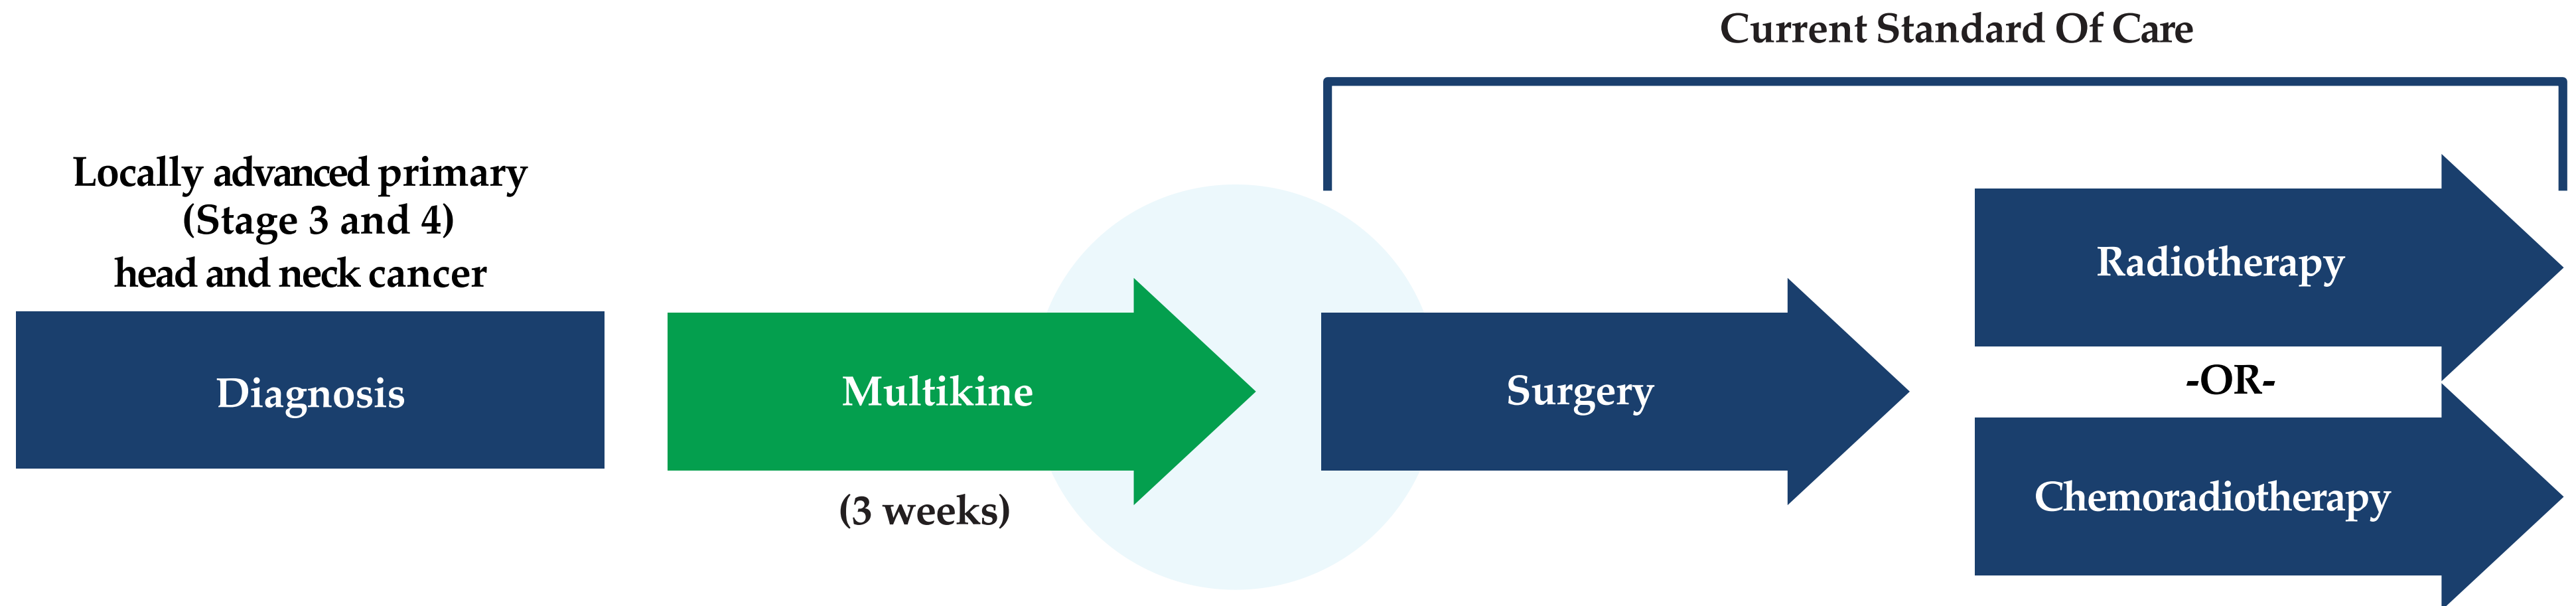 Current Standard Of Care
Locally advanced primary
(Stage 3 and 4)
head and neck cancer
Diagnosis
Multikine
(3 weeks)
Surgery
Radiotherapy
-OR-
Chemoradiotherapy